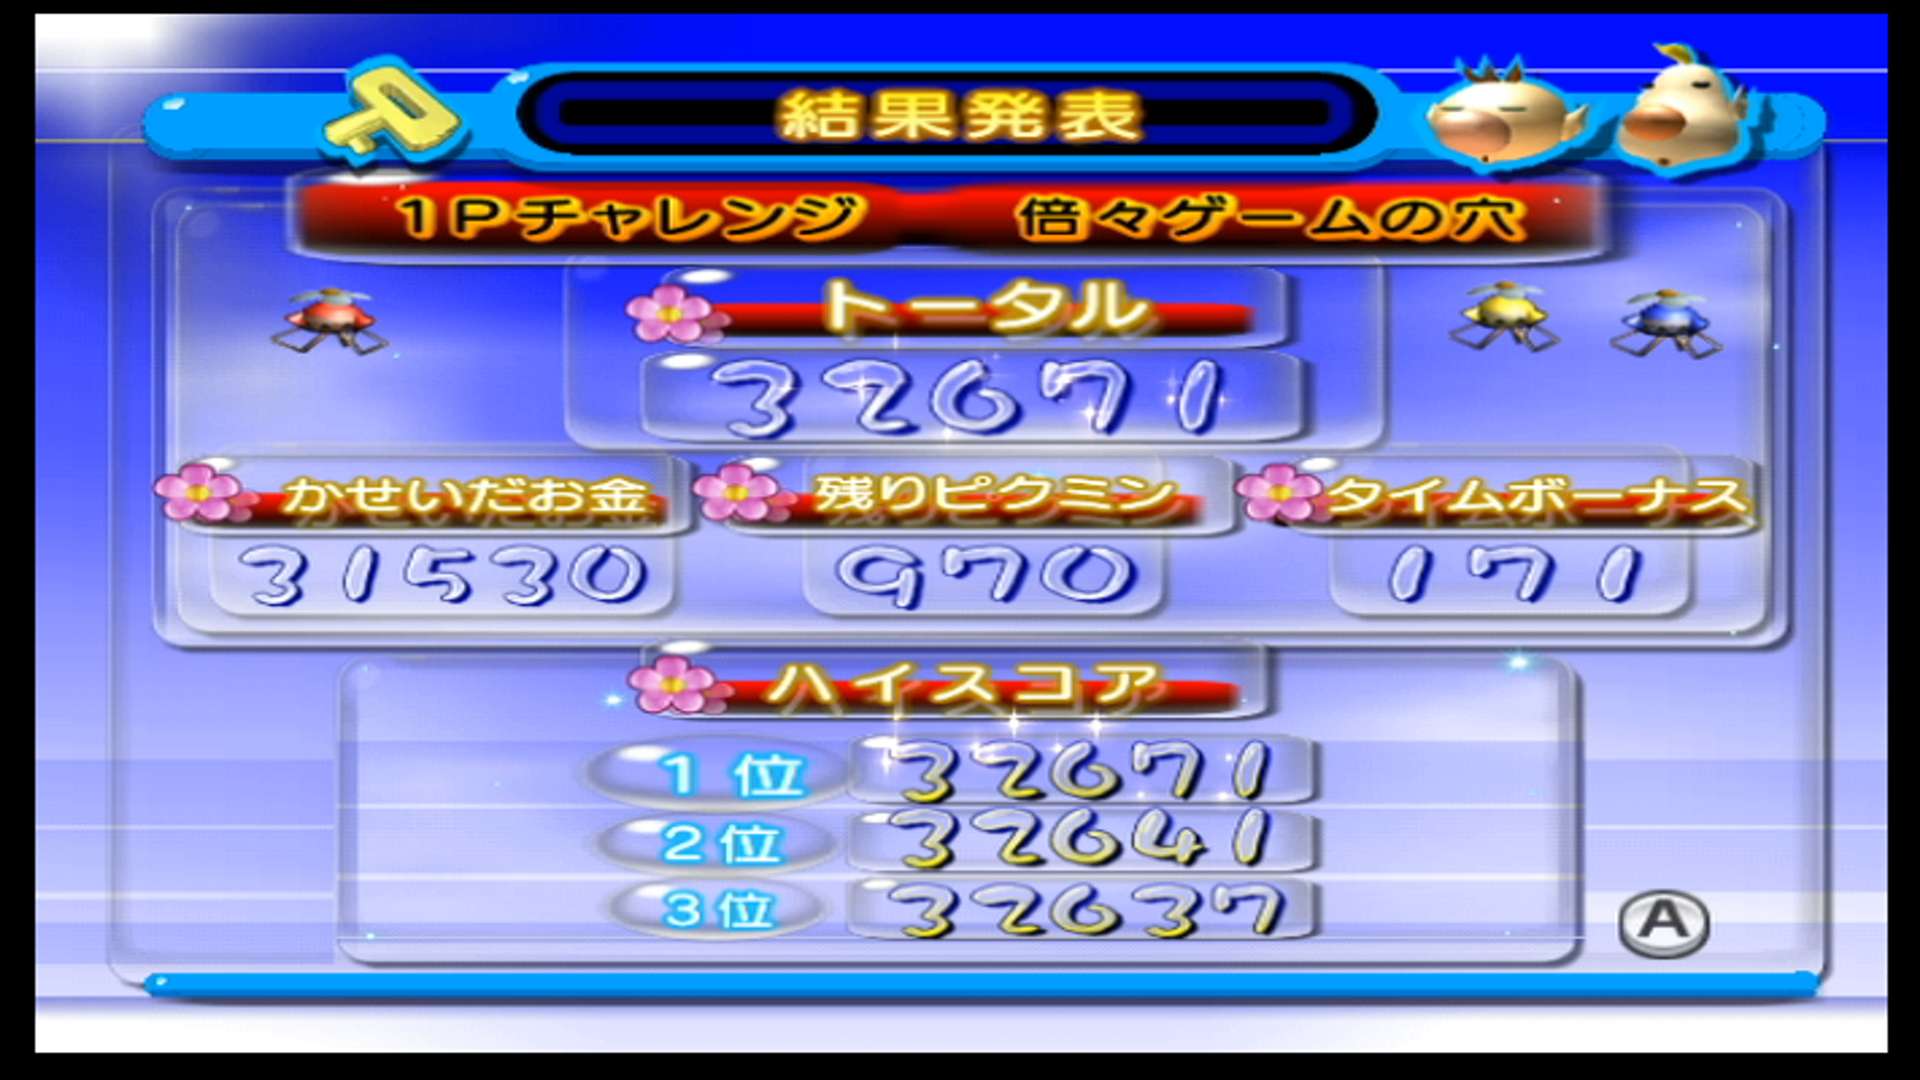 結果発表
1Pチャレンジ 倍々ゲームの穴
トータル
32671
かせいだお金 残りピクミン タイムボーナス
31530 970 171
ハイスコア
1位 32671
2位 32641
3位 32637
A